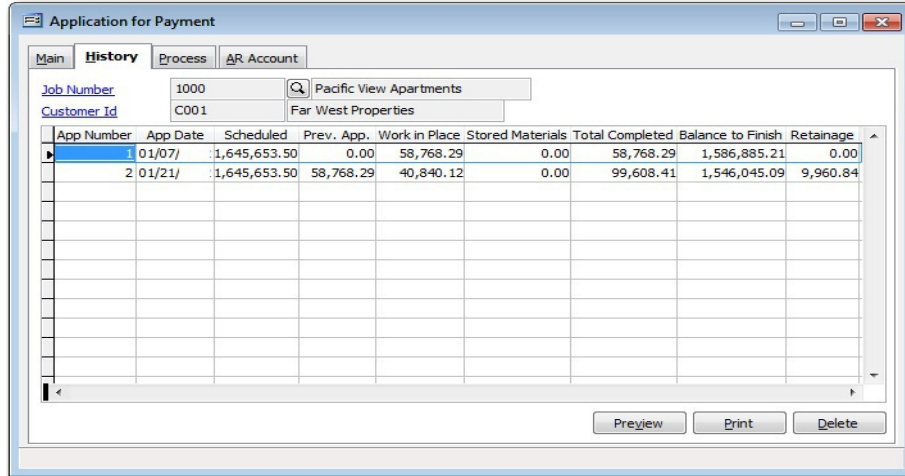 Application for Payment
Main History Process AR Account
Job Number 1000 Pacific View Apartments
Customer Id C001 Far West Properties
App Number App Date Scheduled Prev. App. Work in Place Stored Materials Total Completed Balance to Finish Retainage
1 01/07/ 1,645,653.50 0.00 58,768.29 0.00 58,768.29 1,586,885.21 0.00
2 01/21/ 1,645,653.50 58,768.29 40,840.12 0.00 99,608.41 1,546,045.09 9,960.84
Preview Print Delete